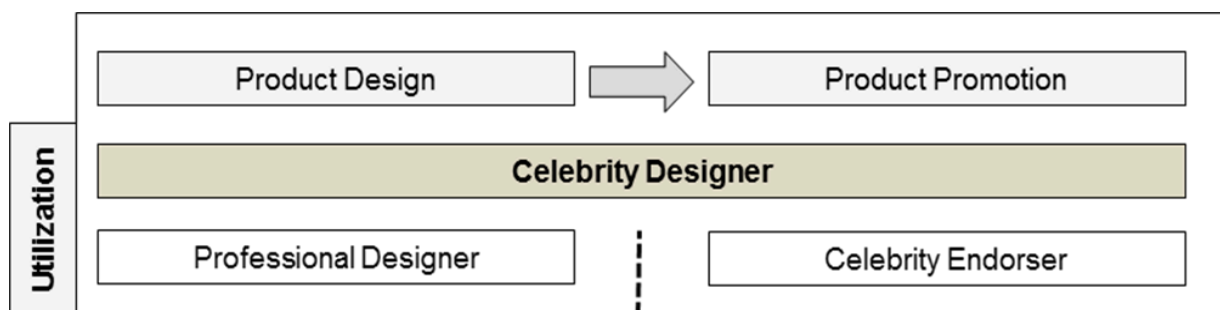 Product Design
Product Promotion
Utilization
Celebrity Designer
Professional Designer
Celebrity Endorser